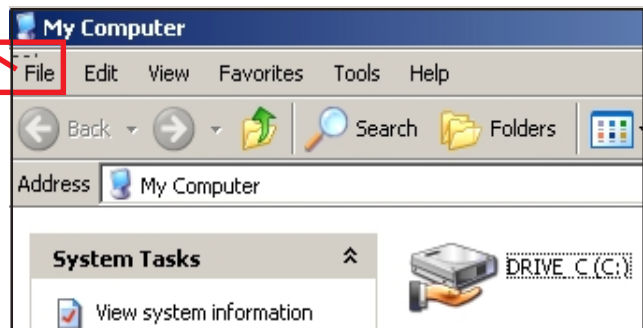 My Computer
File Edit View Favorites Tools Help
Back Search Folders
Address My Computer
System Tasks
DRIVE_C (C:)
View system information